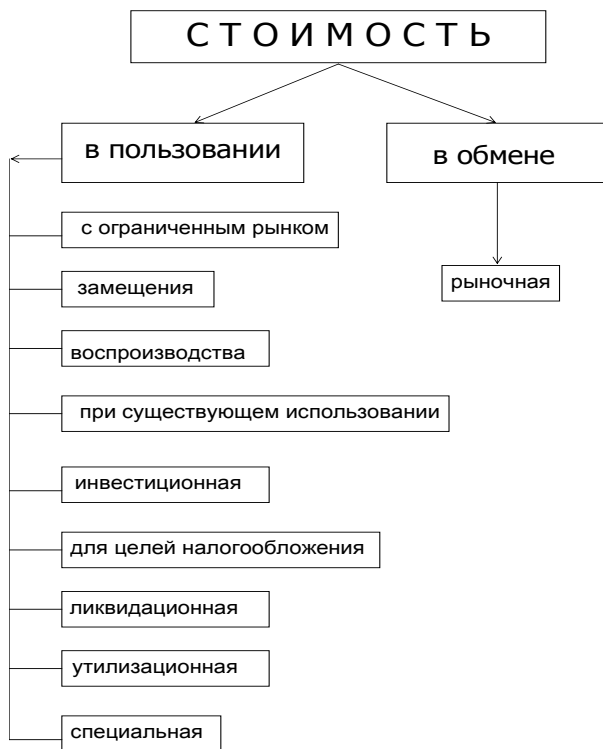 С Т О И М О С Т Ь
в пользовании
в обмене
с ограниченным рынком
рыночная
замещения
воспроизводства
при существующем использовании
инвестиционная
для целей налогообложения
ликвидационная
утилизационная
специальная